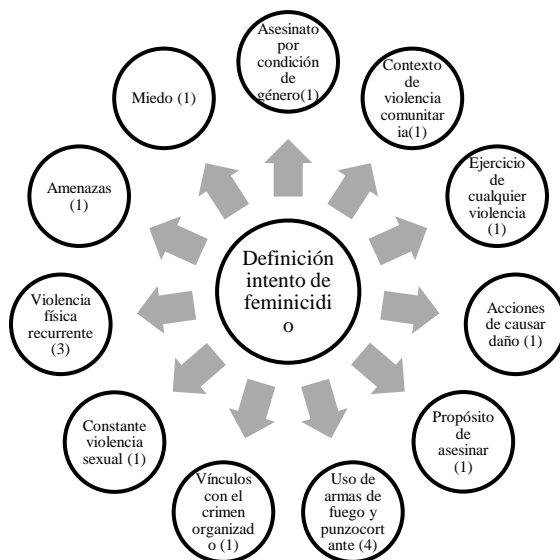 Definición
intento de
feminicidi
o
Asesinato
por
condición
de
género(1)
Contexto
de
violencia
comunitar
ia(1)
Ejercicio
de
cualquier
violencia
(1)
Acciones
de causar
daño (1)
Propósito
de
asesinar
(1)
Uso de
armas de
fuego y
punzocort
ante (4)
Vínculos
con el
crimen
organizad
o (1)
Constante
violencia
sexual (1)
Violencia
física
recurrente
(3)
Amenazas
(1)
Miedo (1)